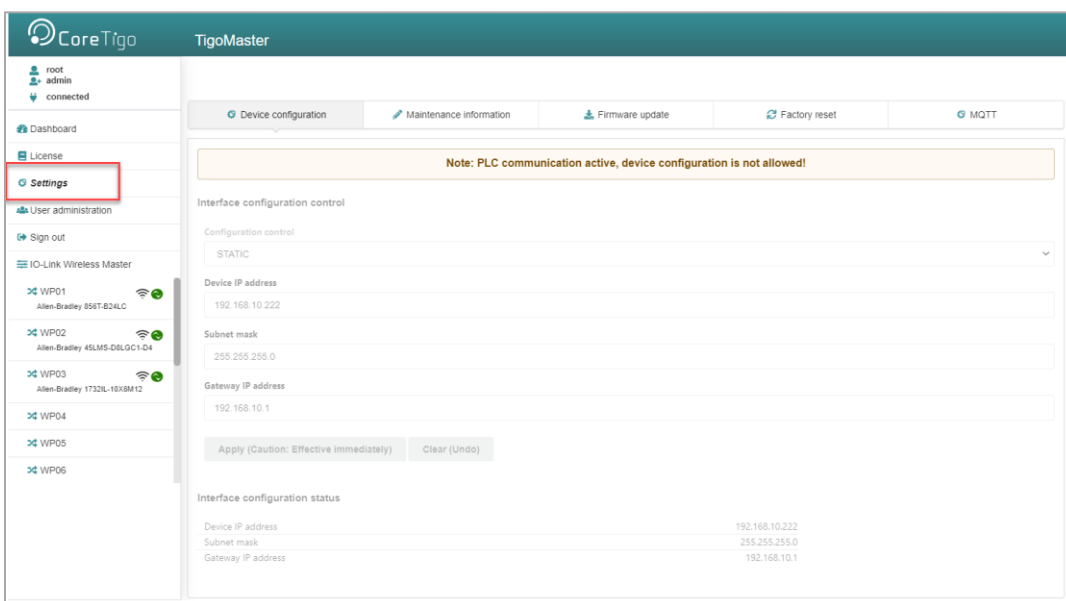 CoreTigo
TigoMaster
root
admin
connected
Dashboard
License
Settings
User administration
Sign out
IO-Link Wireless Master
WP01
Allen-Bradley 856T-B24LC
WP02
Allen-Bradley 45LMS-D8LGC1-D4
WP03
Allen-Bradley 1732IL-10X6M12
WP04
WP05
WP06
Device configuration
Maintenance information
Firmware update
Factory reset
MQTT
Note: PLC communication active, device configuration is not allowed!
Interface configuration control
Configuration control
STATIC
Device IP address
192.168.10.222
Subnet mask
255.255.255.0
Gateway IP address
192.168.10.1
Apply (Caution: Effective immediately) Clear (Undo)
Interface configuration status
Device IP address 192.168.10.222
Subnet mask 255.255.255.0
Gateway IP address 192.168.10.1